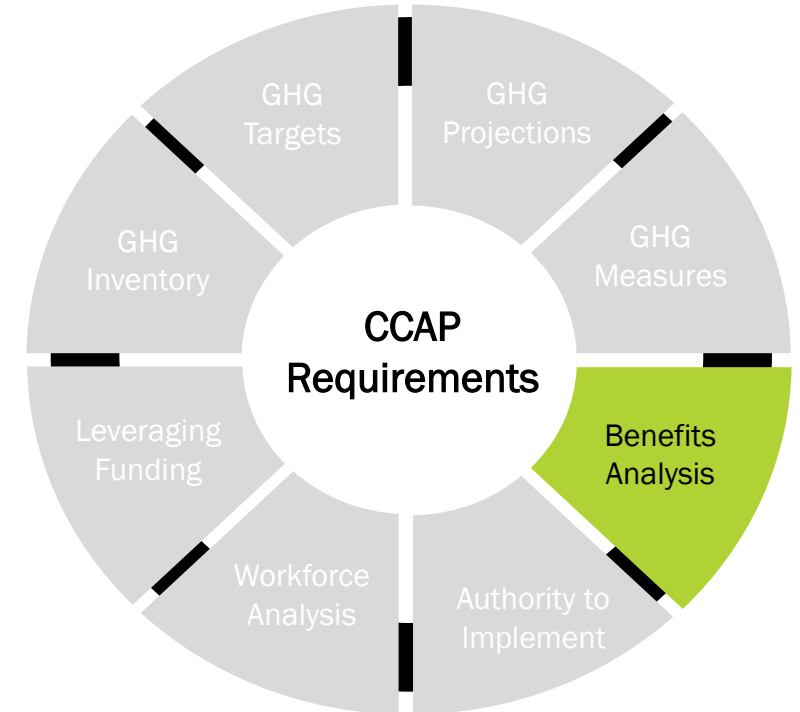 GHG
Targets
GHG
Projections
GHG
Inventory
GHG
Measures
CCAP
Requirements
Leveraging
Funding
Benefits
Analysis
Workforce
Analysis
Authority to
Implement